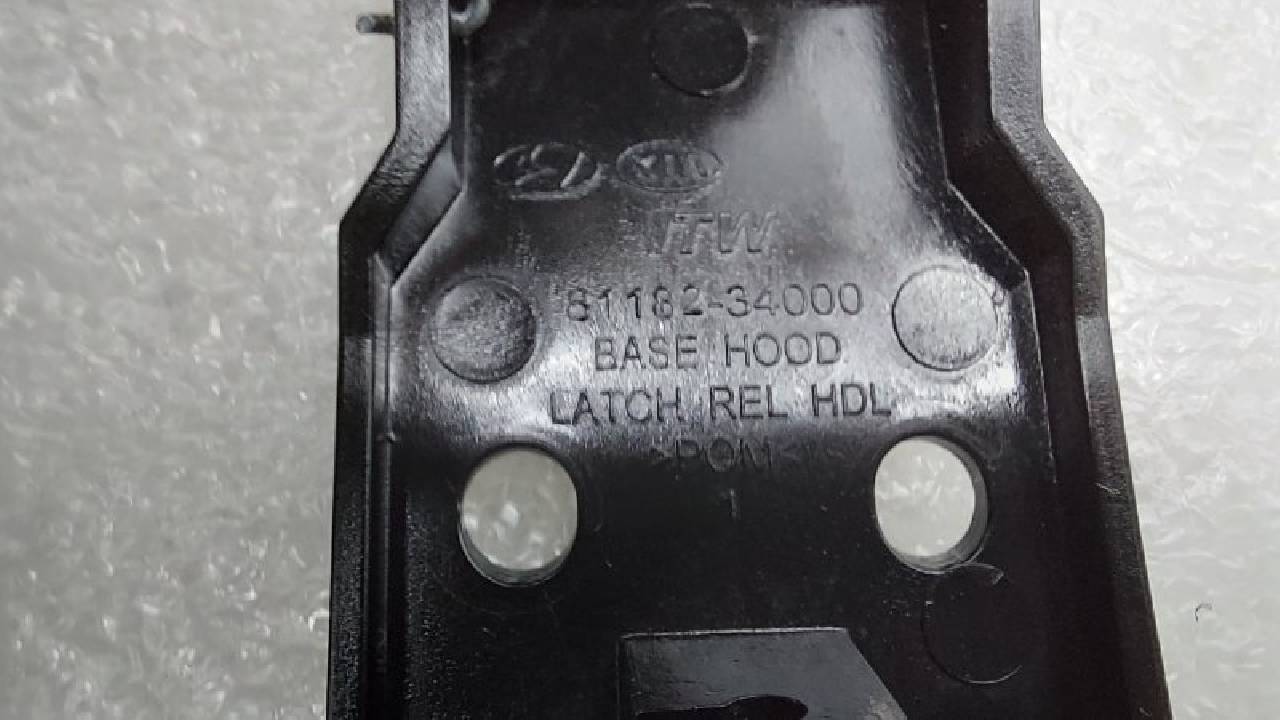 KIA
ITW
81182-34000
BASE HOOD
LATCH REL HDL
>POM<
1